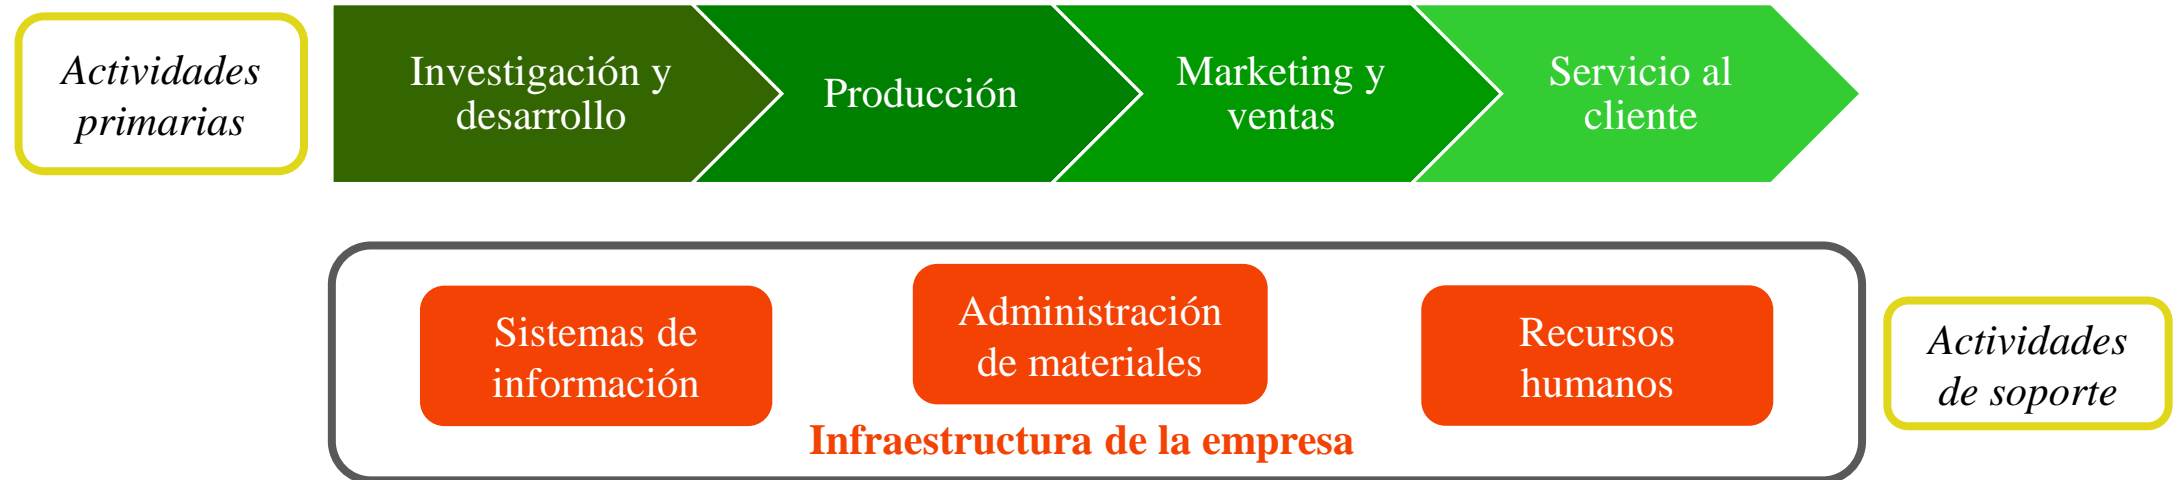 Actividades
primarias
Investigación y
desarrollo
Producción
Marketing y
ventas
Servicio al
cliente
Sistemas de
información
Administración
de materiales
Recursos
humanos
Infraestructura de la empresa
Actividades
de soporte